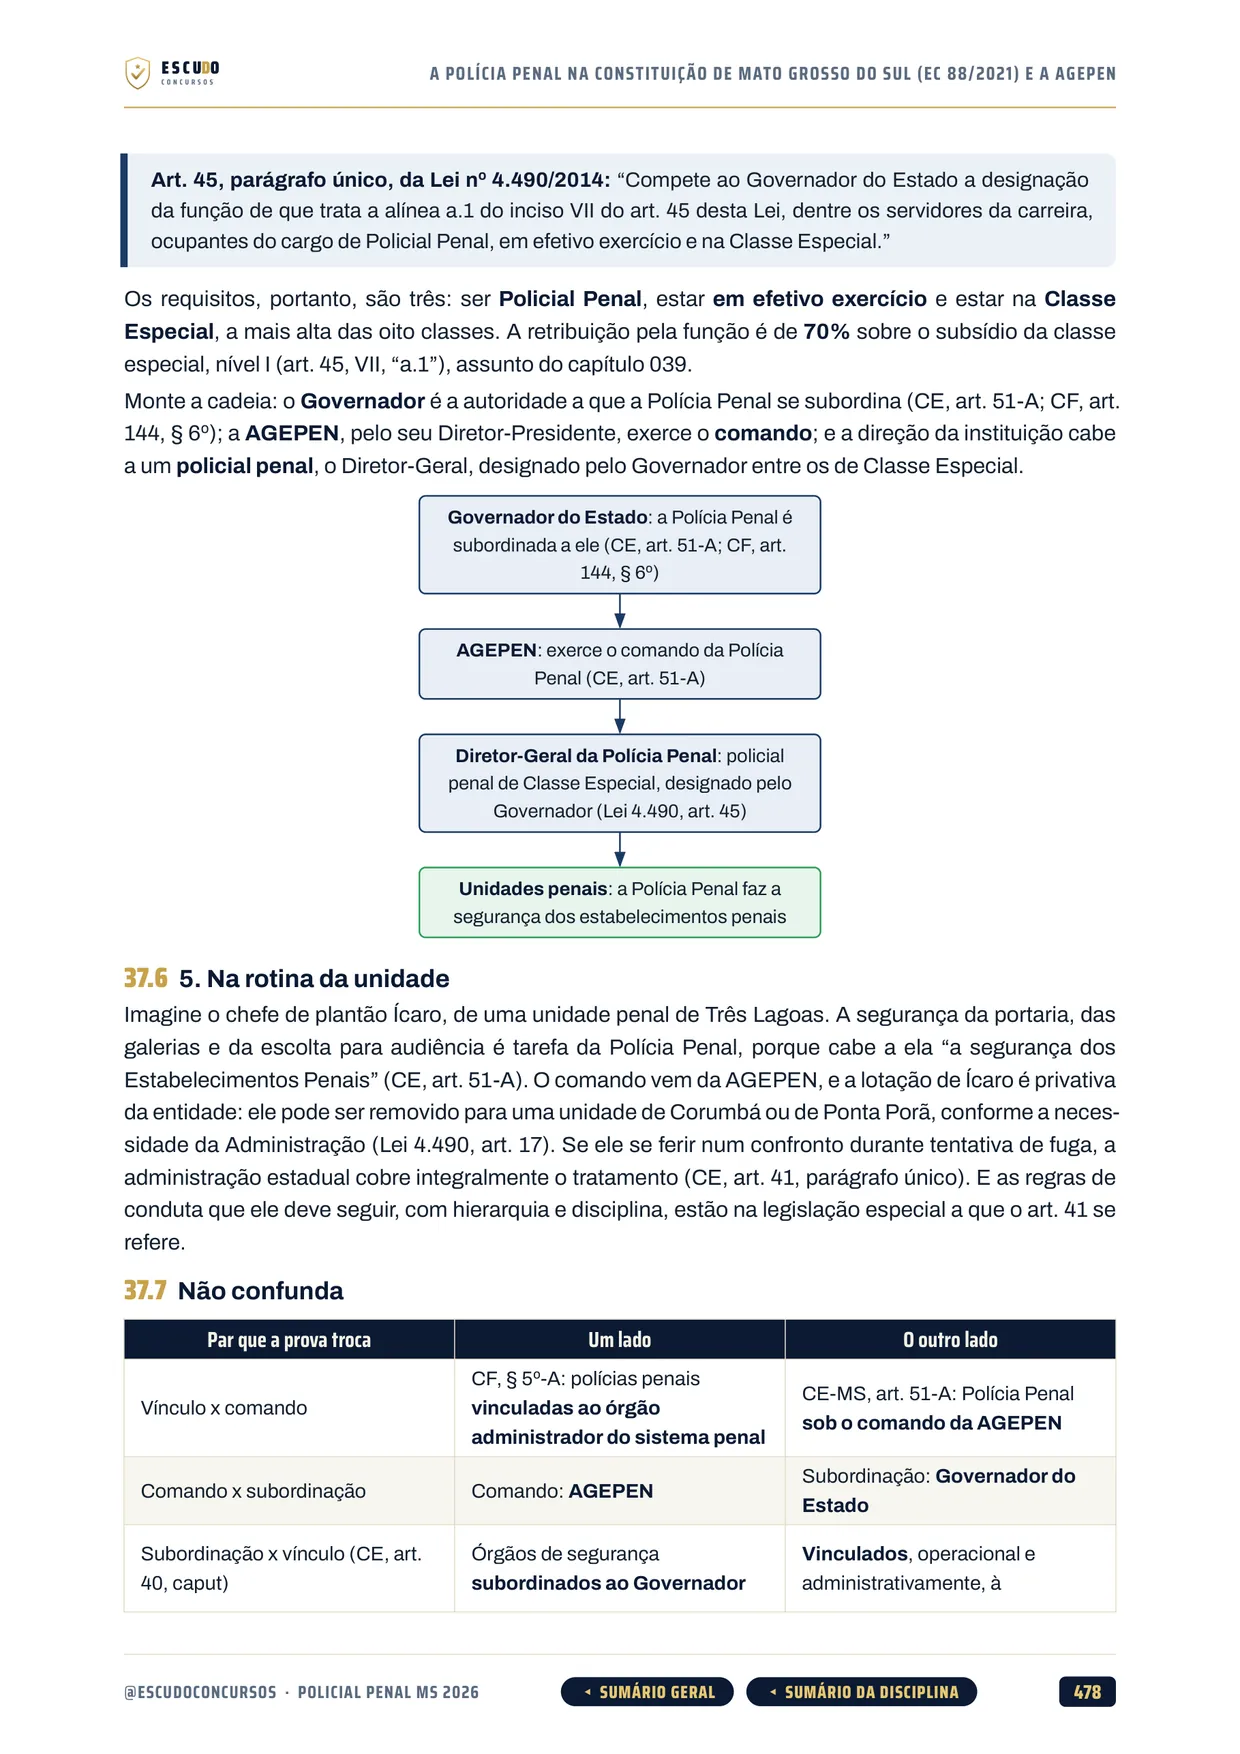 ESCUDO
CONCURSOS
A POLÍCIA PENAL NA CONSTITUIÇÃO DE MATO GROSSO DO SUL (EC 88/2021) E A AGEPEN
Art. 45, parágrafo único, da Lei nº 4.490/2014: “Compete ao Governador do Estado a designação
da função de que trata a alínea a.1 do inciso VII do art. 45 desta Lei, dentre os servidores da carreira,
ocupantes do cargo de Policial Penal, em efetivo exercício e na Classe Especial.”
Os requisitos, portanto, são três: ser Policial Penal, estar em efetivo exercício e estar na Classe
Especial, a mais alta das oito classes. A retribuição pela função é de 70% sobre o subsídio da classe
especial, nível I (art. 45, VII, “a.1”), assunto do capítulo 039.
Monte a cadeia: o Governador é a autoridade a que a Polícia Penal se subordina (CE, art. 51-A; CF, art.
144, § 6º); a AGEPEN, pelo seu Diretor-Presidente, exerce o comando; e a direção da instituição cabe
a um policial penal, o Diretor-Geral, designado pelo Governador entre os de Classe Especial.
Governador do Estado: a Polícia Penal é
subordinada a ele (CE, art. 51-A; CF, art.
144, § 6º)
AGEPEN: exerce o comando da Polícia
Penal (CE, art. 51-A)
Diretor-Geral da Polícia Penal: policial
penal de Classe Especial, designado pelo
Governador (Lei 4.490, art. 45)
Unidades penais: a Polícia Penal faz a
segurança dos estabelecimentos penais
37.6 5. Na rotina da unidade
Imagine o chefe de plantão Ícaro, de uma unidade penal de Três Lagoas. A segurança da portaria, das
galerias e da escolta para audiência é tarefa da Polícia Penal, porque cabe a ela “a segurança dos
Estabelecimentos Penais” (CE, art. 51-A). O comando vem da AGEPEN, e a lotação de Ícaro é privativa
da entidade: ele pode ser removido para uma unidade de Corumbá ou de Ponta Porã, conforme a neces-
sidade da Administração (Lei 4.490, art. 17). Se ele se ferir num confronto durante tentativa de fuga, a
administração estadual cobre integralmente o tratamento (CE, art. 41, parágrafo único). E as regras de
conduta que ele deve seguir, com hierarquia e disciplina, estão na legislação especial a que o art. 41 se
refere.
37.7 Não confunda
Par que a prova troca
Um lado
O outro lado
Vínculo x comando
CF, § 5º-A: polícias penais
vinculadas ao órgão
administrador do sistema penal
CE-MS, art. 51-A: Polícia Penal
sob o comando da AGEPEN
Comando x subordinação
Comando: AGEPEN
Subordinação: Governador do
Estado
Subordinação x vínculo (CE, art.
40, caput)
Órgãos de segurança
subordinados ao Governador
Vinculados, operacional e
administrativamente, à
@ESCUDOCONCURSOS · POLICIAL PENAL MS 2026
SUMÁRIO GERAL
SUMÁRIO DA DISCIPLINA
478